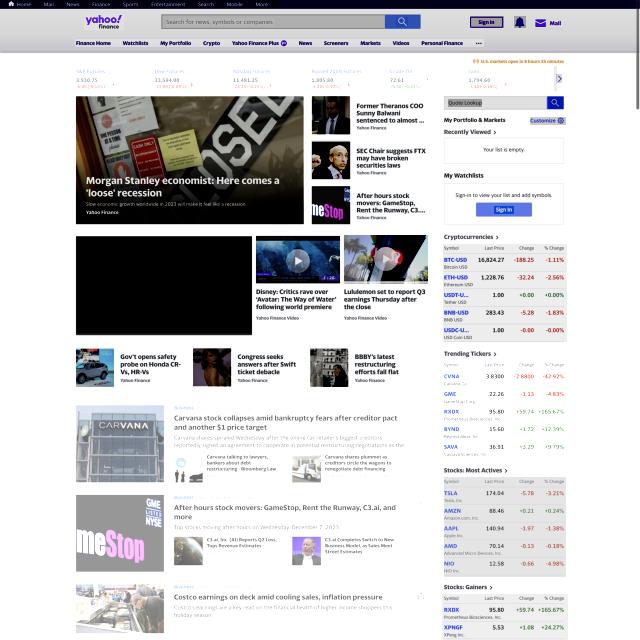 Home Mail News Finance Sports Entertainment Search Mobile More
yahoo!
finance
Search for news, symbols or companies
Sign in
Mail
Finance Home Watchlists My Portfolio Crypto Yahoo Finance Plus News Screeners Markets Videos Personal Finance ...
U.S. markets open in 8 hours 35 minutes
S&P Futures
3,930.75
Dow Futures
33,594.00
Nasdaq Futures
11,481.25
Russell 2000 Futures
1,805.80
Crude Oil
72.61
Gold
1,794.60
Morgan Stanley economist: Here comes a
'loose' recession
Slow economic growth worldwide in 2023 will make it feel like a recession.
Yahoo Finance
Former Theranos COO
Sunny Balwani
sentenced to almost ...
Yahoo Finance
SEC Chair suggests FTX
may have broken
securities laws
Yahoo Finance
After hours stock
movers: GameStop,
Rent the Runway, C3....
Yahoo Finance
1:26
Disney: Critics rave over
'Avatar: The Way of Water'
following world premiere
Yahoo Finance Video
Lululemon set to report Q3
earnings Thursday after
the close
Yahoo Finance Video
Gov't opens safety
probe on Honda CR-
Vs, HR-Vs
Yahoo Finance
Congress seeks
answers after Swift
ticket debacle
Yahoo Finance
BBBY's latest
restructuring
efforts fall flat
Yahoo Finance
CARVANA
Business
Carvana stock collapses amid bankruptcy fears after creditor pact
and another $1 price target
Carvana shares upread Wednesday after the online car retailer's biggest creditors
reportedly signed an agreement to cooperate in potential restructuring negotiations as the
Carvana talking to lawyers,
bankers about debt
restructuring: Bloomberg Law
Carvana shares plummet as
creditors circle the wagons to
renegotiate debt financing
Business
After hours stock movers: GameStop, Rent the Runway, C3.ai, and
more
Top stocks moving after hours on Wednesday, December 7, 2023.
C3.ai, Inc. (AI) Reports Q2 Loss,
Tops Revenue Estimates
C3.ai Completes Switch to New
Business Model, as Sales Meet
Street Estimates
Business
Costco earnings on deck amid cooling sales, inflation pressure
Costco's earnings are a key read on the financial health of higher income shoppers this
holiday season.
Quote Lookup
My Portfolio & Markets
Customize
Recently Viewed >
Your list is empty.
My Watchlists
Sign-in to view your list and add symbols.
Sign In
Cryptocurrencies >
Symbol Last Price Change % Change
BTC-USD 16,824.27 -188.25 -1.11%
Bitcoin USD
ETH-USD 1,228.76 -32.24 -2.56%
Ethereum USD
USDT-U... 1.00 +0.00 +0.00%
Tether USD
BNB-USD 283.43 -5.28 -1.83%
BNB USD
USDC-U... 1.00 -0.00 -0.00%
USD Coin USD
Trending Tickers >
Symbol Last Price Change % Change
CVNA 3.8300 -2.8800 -42.92%
Carvana Co.
GME 22.26 -1.13 -4.83%
GameStop Corp.
RXDX 95.80 +59.74 +165.67%
Prometheus Biosciences, Inc.
BYND 15.60 +1.72 +12.39%
Beyond Meat, Inc.
SAVA 36.91 +3.29 +9.79%
Cassava Sciences, Inc.
Stocks: Most Actives >
Symbol Last Price Change % Change
TSLA 174.04 -5.78 -3.21%
Tesla, Inc.
AMZN 88.46 +0.21 +0.24%
Amazon.com, Inc.
AAPL 140.94 -1.97 -1.38%
Apple Inc.
AMD 70.14 -0.13 -0.18%
Advanced Micro Devices, Inc.
NIO 12.58 -0.66 -4.98%
NIO Inc.
Stocks: Gainers >
Symbol Last Price Change % Change
RXDX 95.80 +59.74 +165.67%
Prometheus Biosciences, Inc.
XPNGF 5.53 +1.08 +24.27%
XPeng Inc.